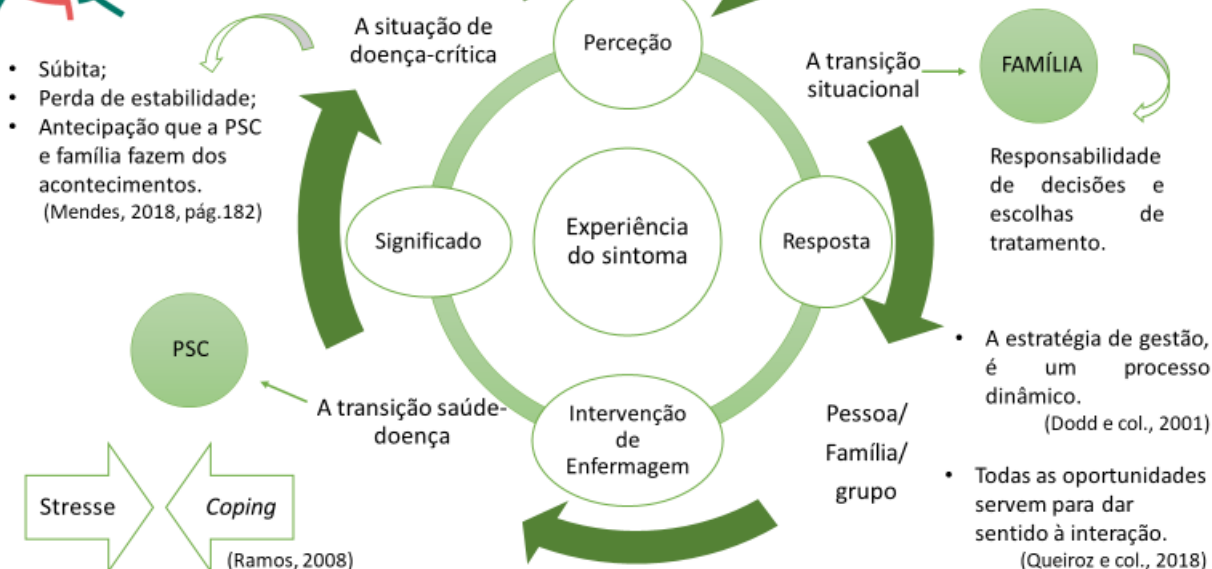 A situação de
doença-crítica
• Súbita;
• Perda de estabilidade;
• Antecipação que a PSC
e família fazem dos
acontecimentos.
(Mendes, 2018, pág.182)
Perceção
A transição
situacional
FAMÍLIA
Responsabilidade
de decisões e
escolhas de
tratamento.
Significado
Experiência
do sintoma
Resposta
PSC
A transição saúde-
doença
Intervenção
de
Enfermagem
Pessoa/
Família/
grupo
• A estratégia de gestão,
é um processo
dinâmico.
(Dodd e col., 2001)
• Todas as oportunidades
servem para dar
sentido à interação.
(Queiroz e col., 2018)
Stresse
Coping
(Ramos, 2008)